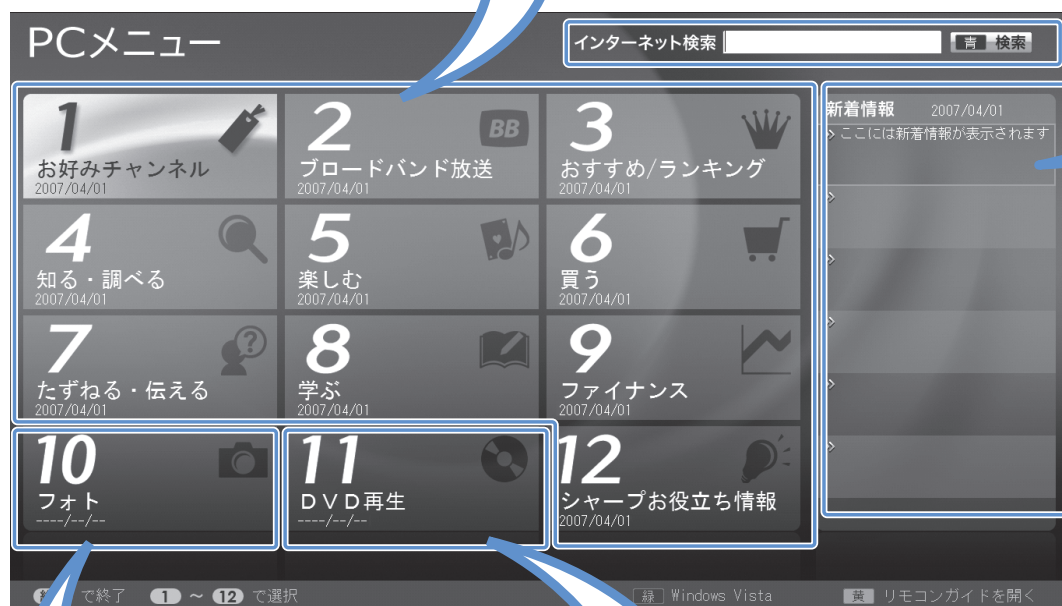 PCメニュー
インターネット検索 青 検索
1
お好みチャンネル
2007/04/01
2
BB
ブロードバンド放送
2007/04/01
3
おすすめ/ランキング
2007/04/01
新着情報 2007/04/01
ここには新着情報が表示されます
4
知る・調べる
2007/04/01
5
楽しむ
2007/04/01
6
買う
2007/04/01
7
たずねる・伝える
2007/04/01
8
学ぶ
2007/04/01
9
ファイナンス
2007/04/01
10
フォト
----/--/--
11
DVD再生
----/--/--
12
シャープお役立ち情報
2007/04/01
で終了 1 ~ 12 で選択 緑 Windows Vista 黄 リモコンガイドを開く